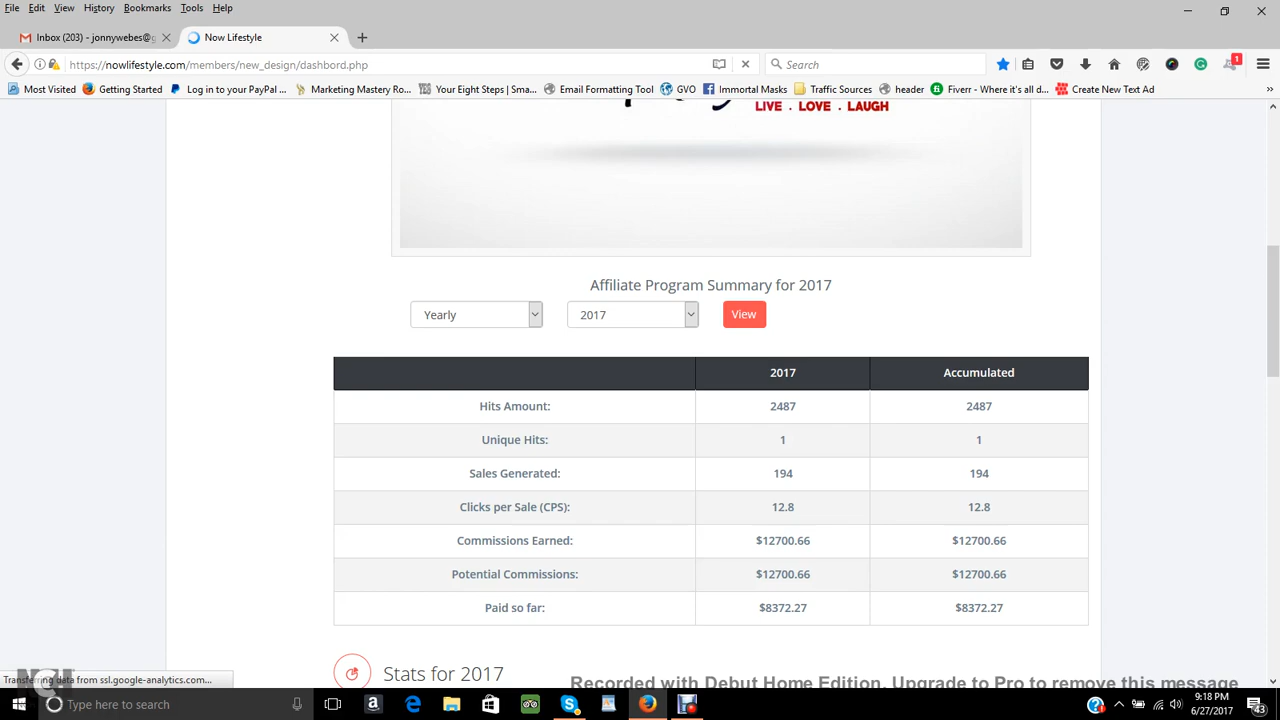 File Edit View History Bookmarks Tools Help
Inbox (203) - jonnywebes@g
Now Lifestyle
https://nowlifestyle.com/members/new_design/dashbord.php
Search
1
Most Visited Getting Started Log in to your PayPal ... Marketing Mastery Ro... Your Eight Steps | Sma... Email Formatting Tool GVO Immortal Masks Traffic Sources header Fiverr - Where it's all d... Create New Text Ad
LIVE . LOVE . LAUGH
Affiliate Program Summary for 2017
Yearly 2017 View
2017 Accumulated
Hits Amount: 2487 2487
Unique Hits: 1 1
Sales Generated: 194 194
Clicks per Sale (CPS): 12.8 12.8
Commissions Earned: $12700.66 $12700.66
Potential Commissions: $12700.66 $12700.66
Paid so far: $8372.27 $8372.27
Stats for 2017
Transferring data from ssl.google-analytics.com...
Recorded with Debut Home Edition. Upgrade to Pro to remove this message
Type here to search
9:18 PM
6/27/2017
43